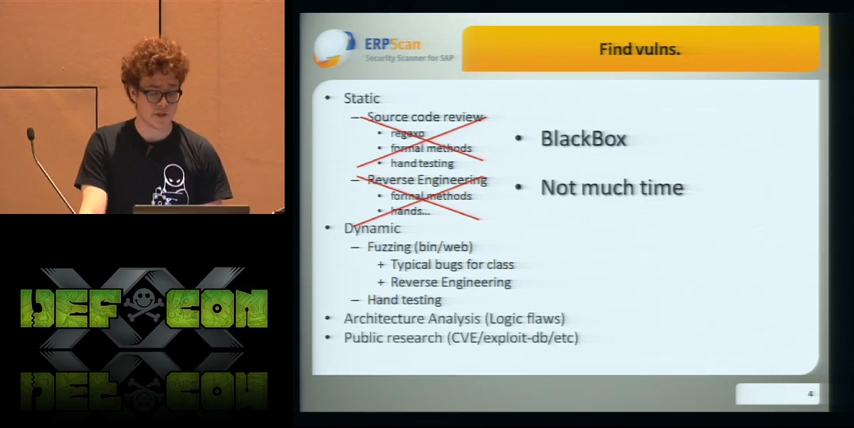 ERPScan
Security Scanner for SAP
Find vulns.
• Static
– Source code review
• regaxp
• formal methods
• hand testing
– Reverse Engineering
• formal methods
• hands...
• Dynamic
– Fuzzing (bin/web)
+ Typical bugs for class
+ Reverse Engineering
– Hand testing
• Architecture Analysis (Logic flaws)
• Public research (CVE/exploit-db/etc)
• BlackBox
• Not much time
4
XX
DEF CON